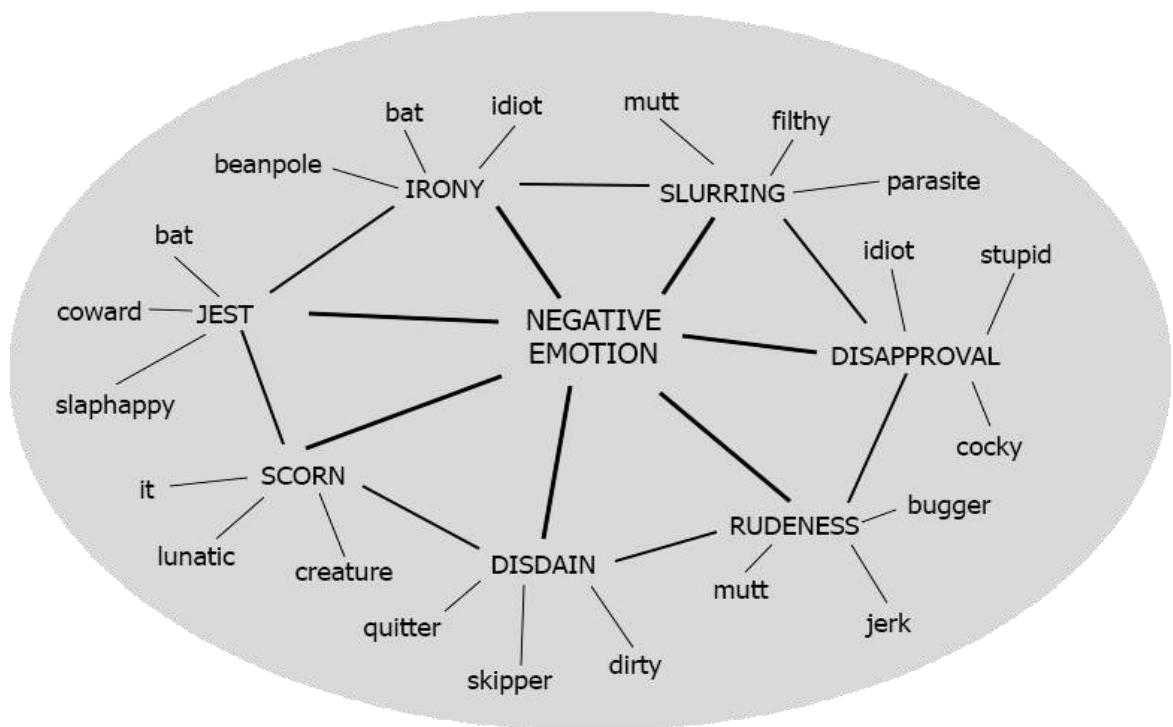 bat
idiot
mutt
filthy
beanpole
IRONY
SLURRING
parasite
bat
idiot
stupid
coward
JEST
NEGATIVE
EMOTION
DISAPPROVAL
slaphappy
cocky
it
SCORN
bugger
lunatic
creature
DISDAIN
RUDENESS
mutt
quitter
jerk
skipper
dirty